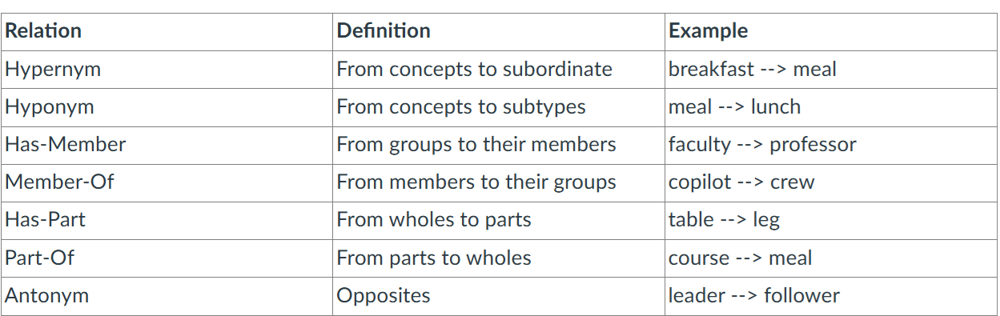 Relation Definition Example
Hypernym From concepts to subordinate breakfast --> meal
Hyponym From concepts to subtypes meal --> lunch
Has-Member From groups to their members faculty --> professor
Member-Of From members to their groups copilot --> crew
Has-Part From wholes to parts table --> leg
Part-Of From parts to wholes course --> meal
Antonym Opposites leader --> follower